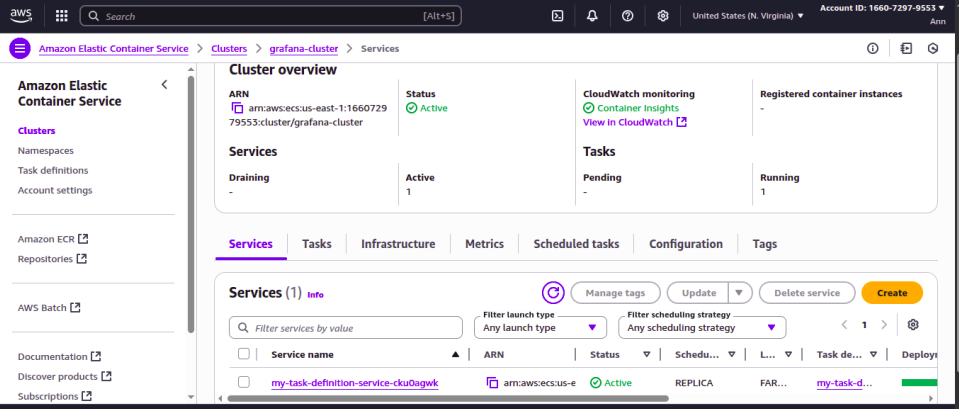 aws
Search
[Alt+S]
United States (N. Virginia) ▼
Account ID: 1660-7297-9553 ▼
Ann
Amazon Elastic Container Service > Clusters > grafana-cluster > Services
Amazon Elastic
Container Service
Clusters
Namespaces
Task definitions
Account settings
Amazon ECR
Repositories
AWS Batch
Documentation
Discover products
Subscriptions
Cluster overview
ARN
arn:aws:ecs:us-east-1:1660729
79553:cluster/grafana-cluster
Status
Active
CloudWatch monitoring
Container Insights
View in CloudWatch
Registered container instances
-
Services
Draining
-
Active
1
Tasks
Pending
-
Running
1
Services
Tasks
Infrastructure
Metrics
Scheduled tasks
Configuration
Tags
Services (1) Info
Manage tags
Update
Delete service
Create
Filter services by value
Filter launch type
Any launch type
Filter scheduling strategy
Any scheduling strategy
1
Service name
ARN
Status
Schedu...
L...
Task de...
Deploym
my-task-definition-service-cku0agwk
arn:aws:ecs:us-e
Active
REPLICA
FAR...
my-task-d...